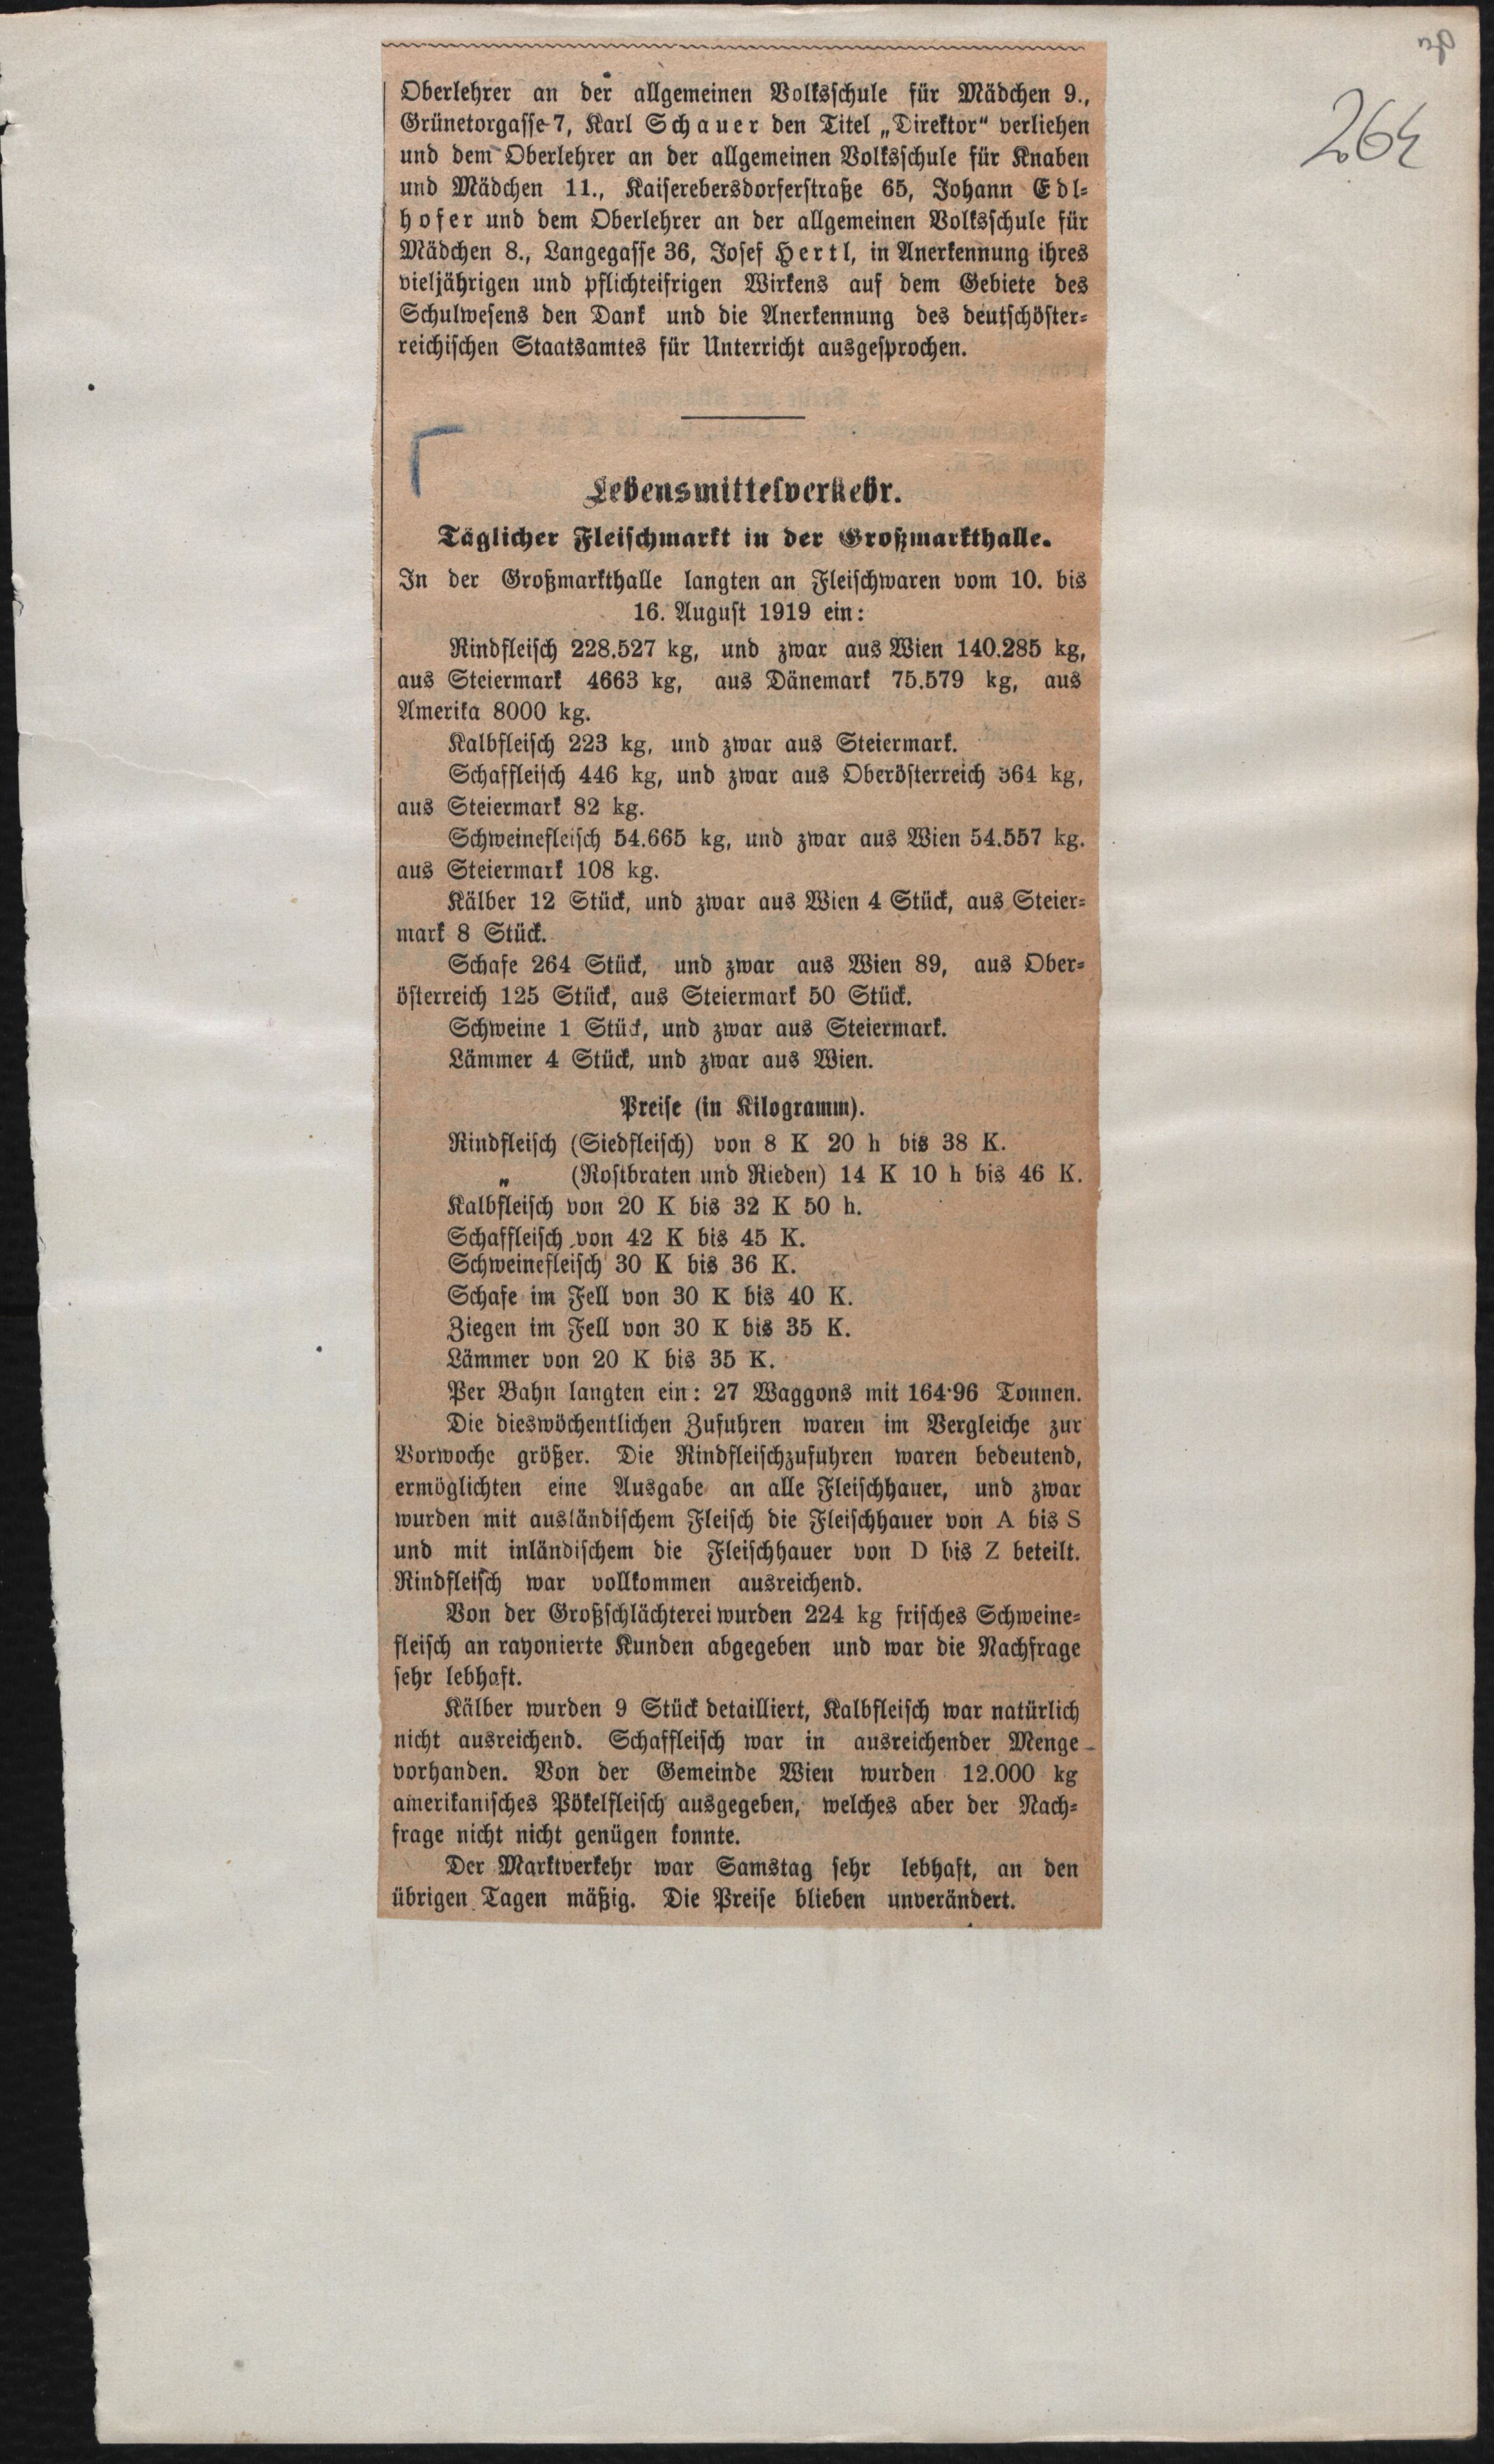 264
Oberlehrer an der allgemeinen Volksschule für Mädchen 9.,
Grünetorgasse 7, Karl Schauer den Titel „Direktor“ verliehen
und dem Oberlehrer an der allgemeinen Volksschule für Knaben
und Mädchen 11., Kaiserebersdorferstraße 65, Johann Edl-
hofer und dem Oberlehrer an der allgemeinen Volksschule für
Mädchen 8., Langegasse 36, Josef Hertl, in Anerkennung ihres
vieljährigen und pflichteifrigen Wirkens auf dem Gebiete des
Schulwesens den Dank und die Anerkennung des deutschöster-
reichischen Staatsamtes für Unterricht ausgesprochen.
Lebensmittelverkehr.
Täglicher Fleischmarkt in der Großmarkthalle.
In der Großmarkthalle langten an Fleischwaren vom 10. bis
16. August 1919 ein:
Rindfleisch 228.527 kg, und zwar aus Wien 140.285 kg,
aus Steiermark 4663 kg, aus Dänemark 75.579 kg, aus
Amerika 8000 kg.
Kalbfleisch 223 kg, und zwar aus Steiermark.
Schaffleisch 446 kg, und zwar aus Oberösterreich 364 kg,
aus Steiermark 82 kg.
Schweinefleisch 54.665 kg, und zwar aus Wien 54.557 kg.
aus Steiermark 108 kg.
Kälber 12 Stück, und zwar aus Wien 4 Stück, aus Steier-
mark 8 Stück.
Schafe 264 Stück, und zwar aus Wien 89, aus Ober-
österreich 125 Stück, aus Steiermark 50 Stück.
Schweine 1 Stück, und zwar aus Steiermark.
Lämmer 4 Stück, und zwar aus Wien.
Preise (in Kilogramm).
Rindfleisch (Siedfleisch) von 8 K 20 h bis 38 K.
„ (Rostbraten und Rieden) 14 K 10 h bis 46 K.
Kalbfleisch von 20 K bis 32 K 50 h.
Schaffleisch von 42 K bis 45 K.
Schweinefleisch 30 K bis 36 K.
Schafe im Fell von 30 K bis 40 K.
Ziegen im Fell von 30 K bis 35 K.
Lämmer von 20 K bis 35 K.
Per Bahn langten ein: 27 Waggons mit 164·96 Tonnen.
Die dieswöchentlichen Zufuhren waren im Vergleiche zur
Vorwoche größer. Die Rindfleischzufuhren waren bedeutend,
ermöglichten eine Ausgabe an alle Fleischhauer, und zwar
wurden mit ausländischem Fleisch die Fleischhauer von A bis S
und mit inländischem die Fleischhauer von D bis Z beteilt.
Rindfleisch war vollkommen ausreichend.
Von der Großschlächterei wurden 224 kg frisches Schweine-
fleisch an rayonierte Kunden abgegeben und war die Nachfrage
sehr lebhaft.
Kälber wurden 9 Stück detailliert, Kalbfleisch war natürlich
nicht ausreichend. Schaffleisch war in ausreichender Menge
vorhanden. Von der Gemeinde Wien wurden 12.000 kg
amerikanisches Pökelfleisch ausgegeben, welches aber der Nach-
frage nicht nicht genügen konnte.
Der Marktverkehr war Samstag sehr lebhaft, an den
übrigen Tagen mäßig. Die Preise blieben unverändert.